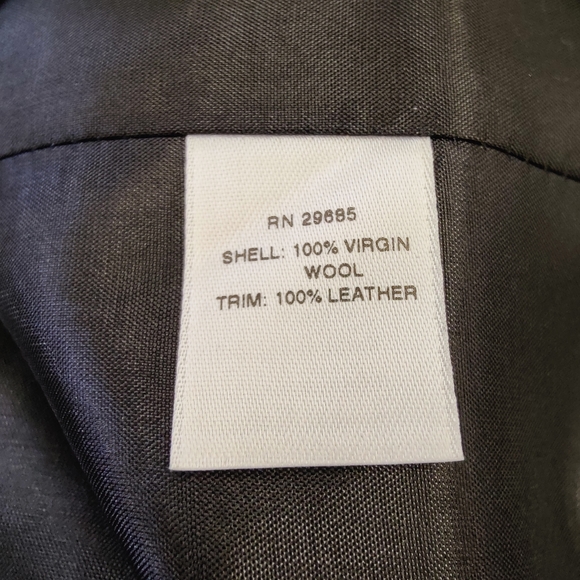 RN 29685
SHELL: 100% VIRGIN
WOOL
TRIM: 100% LEATHER